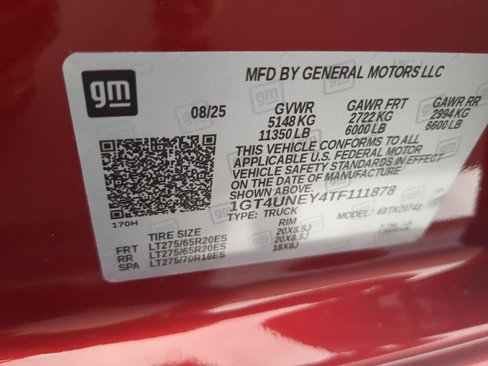 gm
MFD BY GENERAL MOTORS LLC
08/25 GVWR GAWR FRT GAWR RR
5148 KG 2722 KG 2994 KG
11350 LB 6000 LB 6600 LB
THIS VEHICLE CONFORMS TO ALL
APPLICABLE U.S. FEDERAL MOTOR
VEHICLE SAFETY STANDARDS IN EFFECT
ON THE DATE OF MANUFACTURE
SHOWN ABOVE.
1GT4UNEY4TF111878
170H
TYPE: TRUCK MODEL:
TIRE SIZE RIM
FRT LT275/65R20ES 20X8.5J
RR LT275/65R20ES 20X8.5J
SPA LT275/70R18ES 18X8J